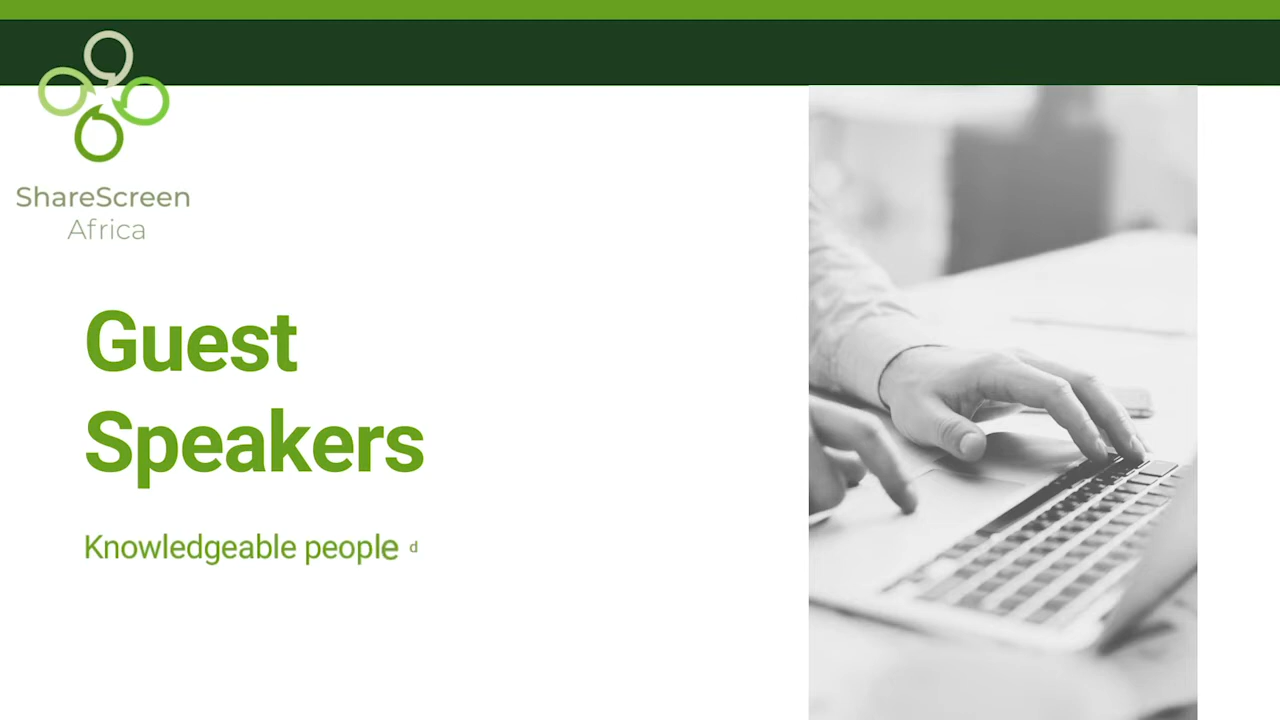 ShareScreen
Africa
Guest
Speakers
Knowledgeable people d